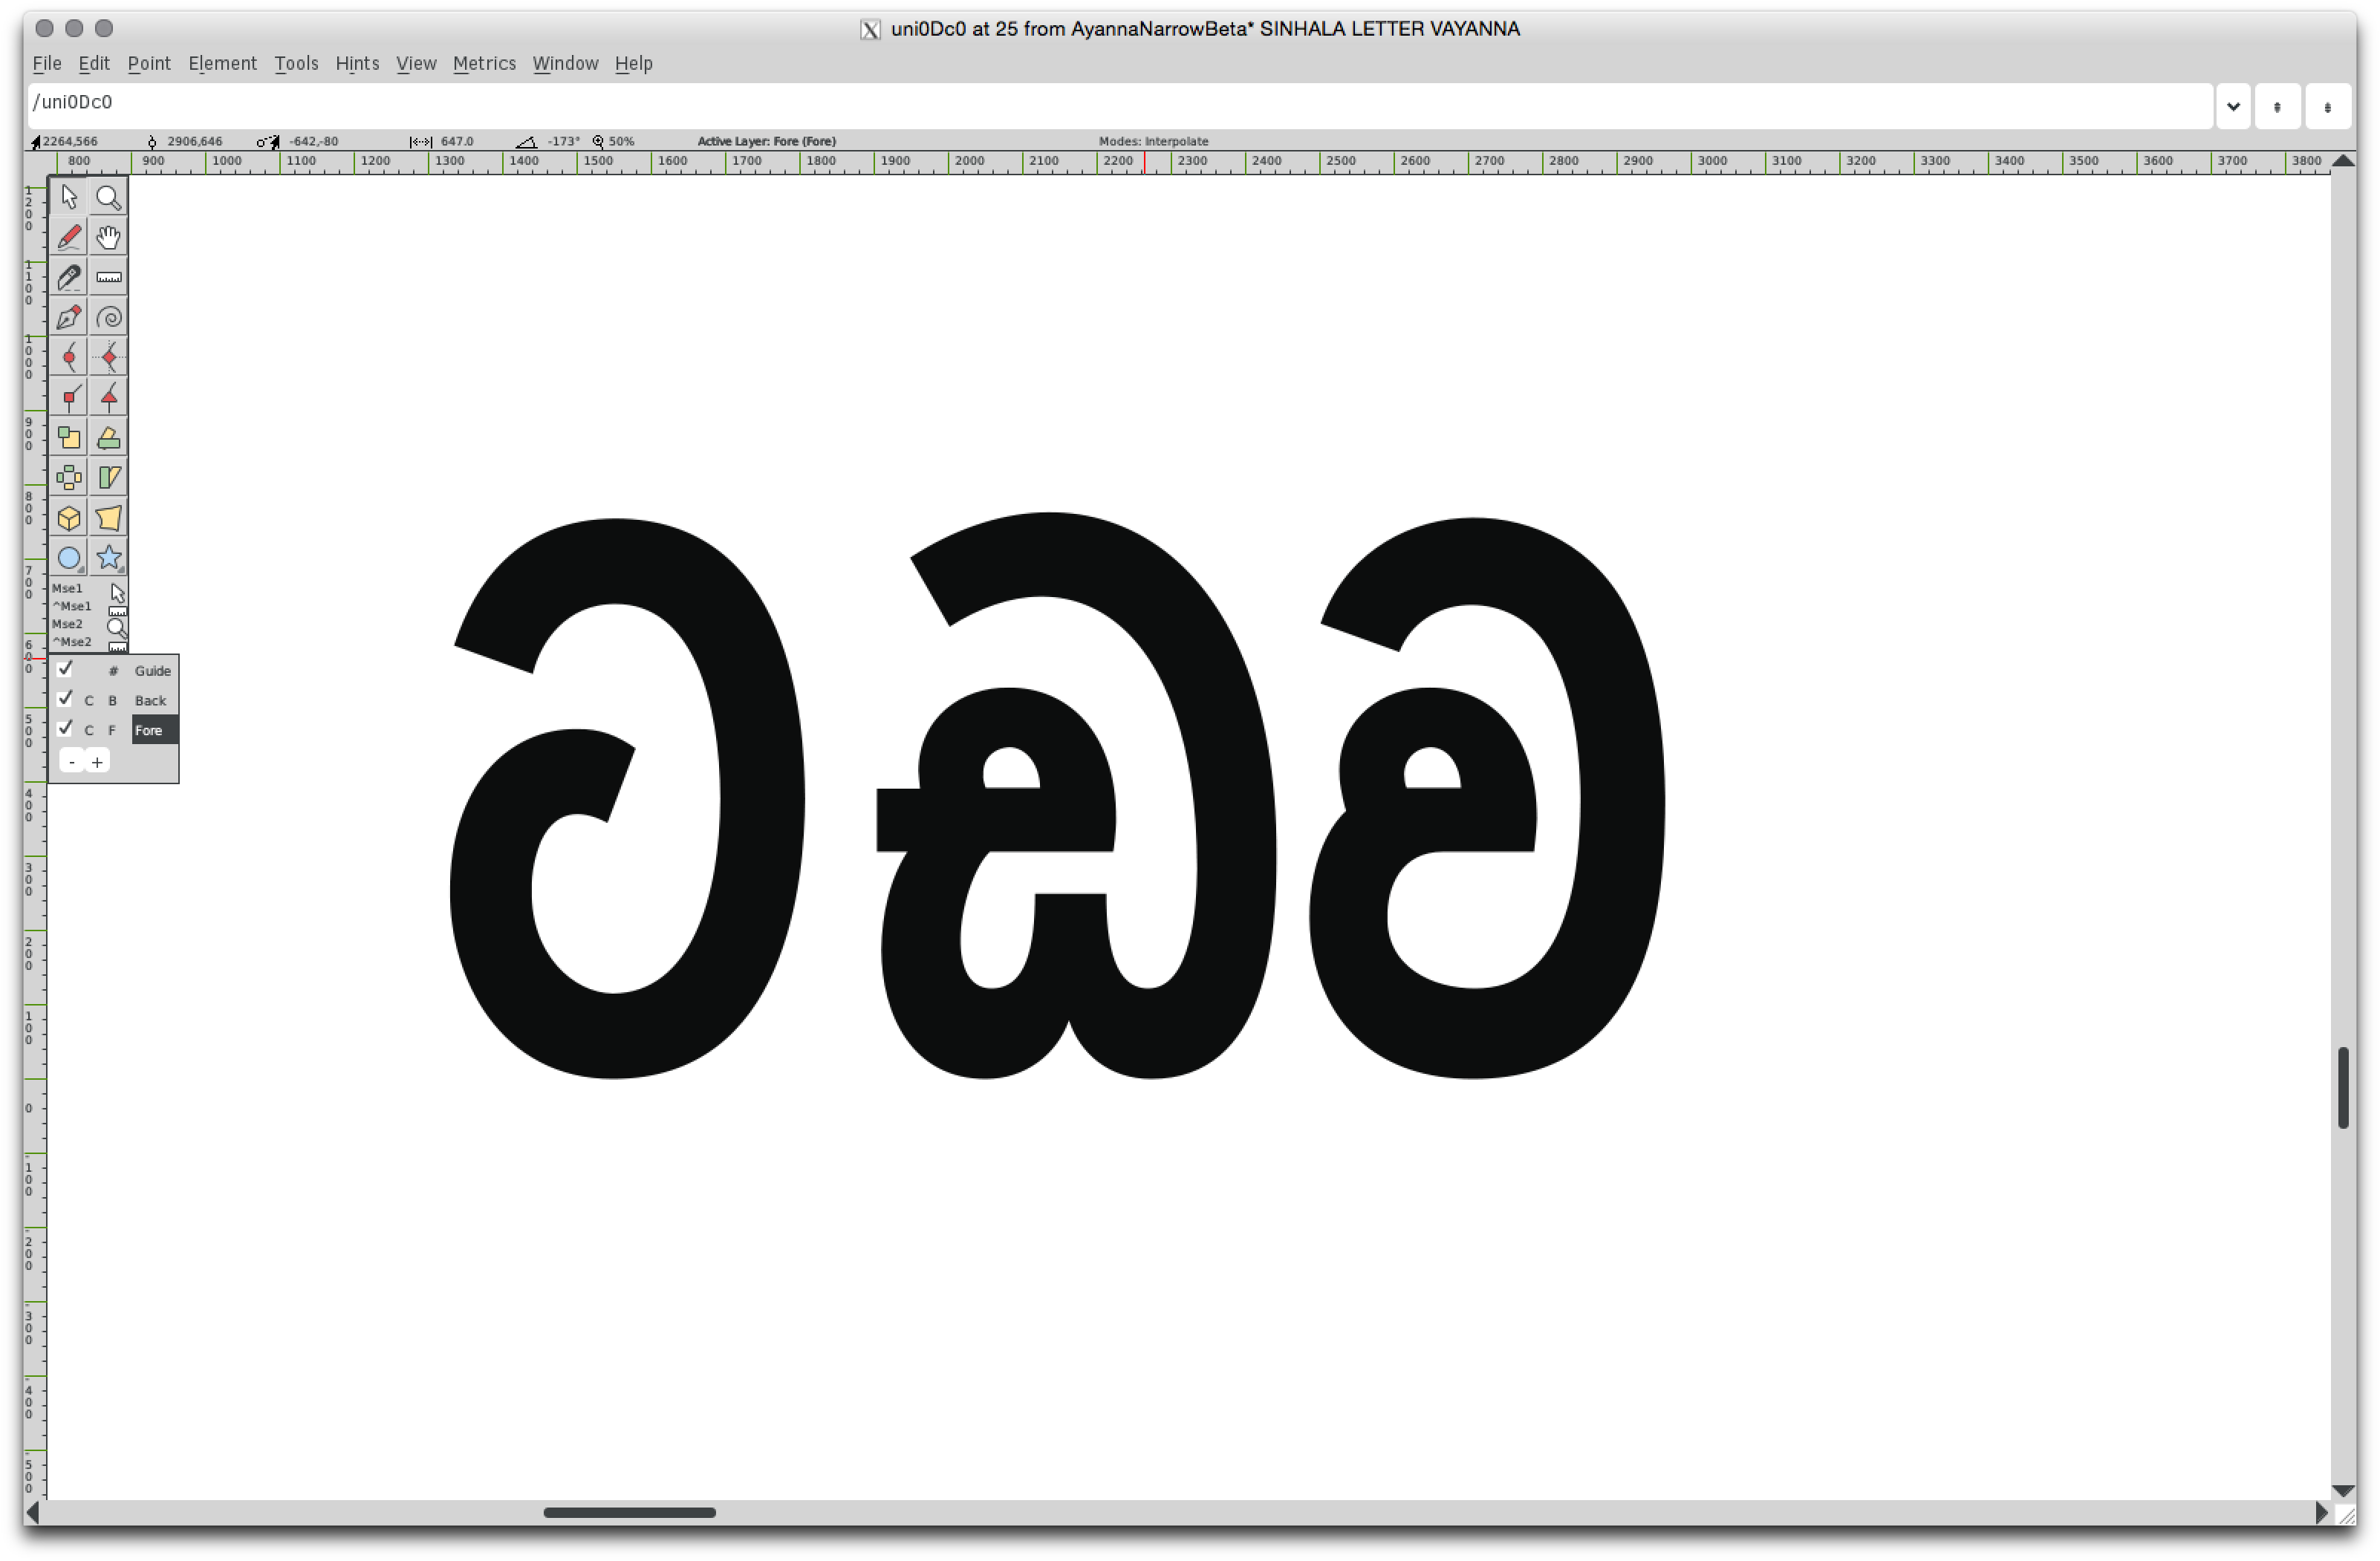 uni0Dc0 at 25 from AyannaNarrowBeta* SINHALA LETTER VAYANNA
File Edit Point Element Tools Hints View Metrics Window Help
/uni0Dc0
2264,566 2906,646 -642,-80 647.0 -173° 50% Active Layer: Fore (Fore) Modes: Interpolate
800 900 1000 1100 1200 1300 1400 1500 1600 1700 1800 1900 2000 2100 2200 2300 2400 2500 2600 2700 2800 2900 3000 3100 3200 3300 3400 3500 3600 3700 3800
1200
1100
1000
900
800
700
600
500
400
300
200
100
0
-100
-200
-300
-400
-500
Mse1
^Mse1
Mse2
^Mse2
# Guide
C B Back
C F Fore
- +
ටඔව